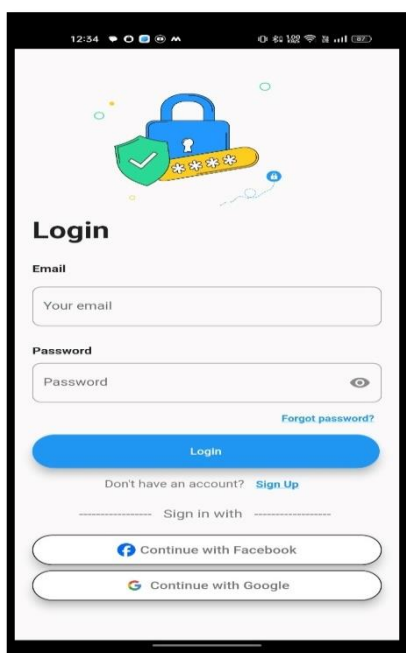 12:34
Login
Email
Your email
Password
Password
Forgot password?
Login
Don't have an account? Sign Up
---------------- Sign in with -----------------
Continue with Facebook
Continue with Google